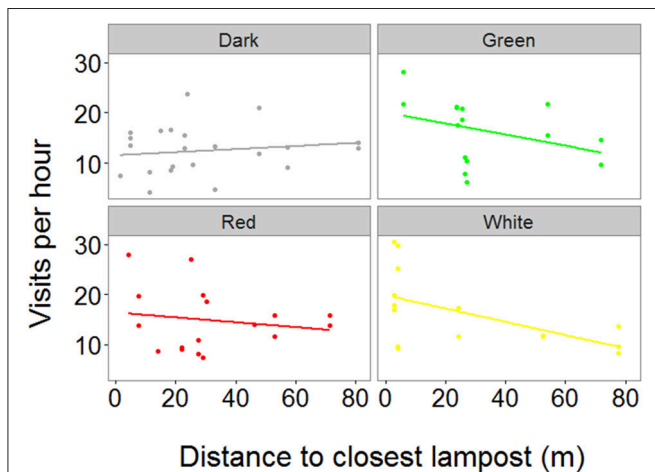 Dark Green
30
20
10
Red White
30
20
10
0 20 40 60 80 0 20 40 60 80
Visits per hour
Distance to closest lampost (m)